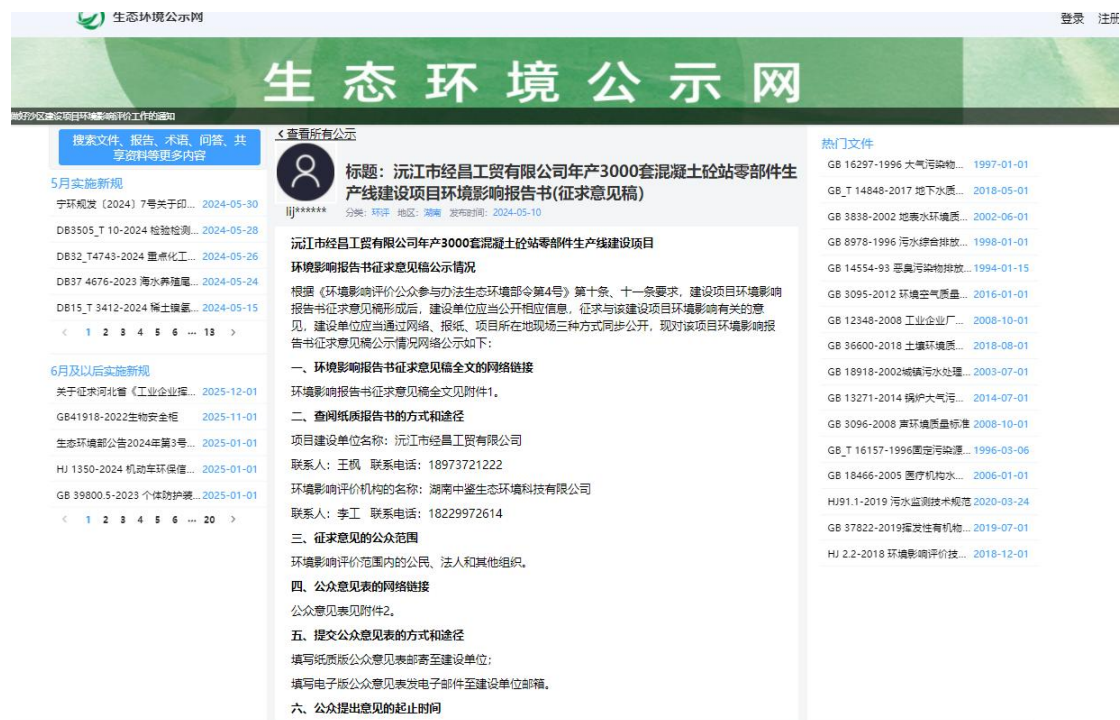 生态环境公示网
登录 注册
生态环境公示网
沙区建设项目环境影响评价工作的通知
搜索文件、报告、术语、问答、共
享资料等更多内容
5月实施新规
宁环规发〔2024〕7号关于印... 2024-05-30
DB3505_T 10-2024 检验检测... 2024-05-28
DB32_T4743-2024 重点化工... 2024-05-26
DB37 4676-2023 海水养殖尾... 2024-05-24
DB15_T 3412-2024 稀土镍氢... 2024-05-15
< 1 2 3 4 5 6 ... 13 >
6月及以后实施新规
关于征求河北省《工业企业挥... 2025-12-01
GB41918-2022生物安全柜 2025-11-01
生态环境部公告2024年第3号... 2025-01-01
HJ 1350-2024 机动车环保信... 2025-01-01
GB 39800.5-2023 个体防护装... 2025-01-01
< 1 2 3 4 5 6 ... 20 >
<查看所有公示
lij******
标题：沅江市经昌工贸有限公司年产3000套混凝土砼站零部件生
产线建设项目环境影响报告书(征求意见稿)
分类：环评 地区：湖南 发布时间：2024-05-10
沅江市经昌工贸有限公司年产3000套混凝土砼站零部件生产线建设项目
环境影响报告书征求意见稿公示情况
根据《环境影响评价公众参与办法生态环境部令第4号》第十条、十一条要求，建设项目环境影响
报告书征求意见稿形成后，建设单位应当公开相应信息，征求与该建设项目环境影响有关的意
见，建设单位应当通过网络、报纸、项目所在地现场三种方式同步公开，现对该项目环境影响报
告书征求意见稿公示情况网络公示如下：
一、环境影响报告书征求意见稿全文的网络链接
环境影响报告书征求意见稿全文见附件1。
二、查阅纸质报告书的方式和途径
项目建设单位名称：沅江市经昌工贸有限公司
联系人：王枫 联系电话：18973721222
环境影响评价机构的名称：湖南中鉴生态环境科技有限公司
联系人：李工 联系电话：18229972614
三、征求意见的公众范围
环境影响评价范围内的公民、法人和其他组织。
四、公众意见表的网络链接
公众意见表见附件2。
五、提交公众意见表的方式和途径
填写纸质版公众意见表邮寄至建设单位；
填写电子版公众意见表发电子邮件至建设单位邮箱。
六、公众提出意见的起止时间
热门文件
GB 16297-1996 大气污染物... 1997-01-01
GB_T 14848-2017 地下水质... 2018-05-01
GB 3838-2002 地表水环境质... 2002-06-01
GB 8978-1996 污水综合排放... 1998-01-01
GB 14554-93 恶臭污染物排放... 1994-01-15
GB 3095-2012 环境空气质量... 2016-01-01
GB 12348-2008 工业企业厂... 2008-10-01
GB 36600-2018 土壤环境质... 2018-08-01
GB 18918-2002城镇污水处理... 2003-07-01
GB 13271-2014 锅炉大气污... 2014-07-01
GB 3096-2008 声环境质量标准 2008-10-01
GB_T 16157-1996固定污染源... 1996-03-06
GB 18466-2005 医疗机构水... 2006-01-01
HJ91.1-2019 污水监测技术规范 2020-03-24
GB 37822-2019挥发性有机物... 2019-07-01
HJ 2.2-2018 环境影响评价技... 2018-12-01